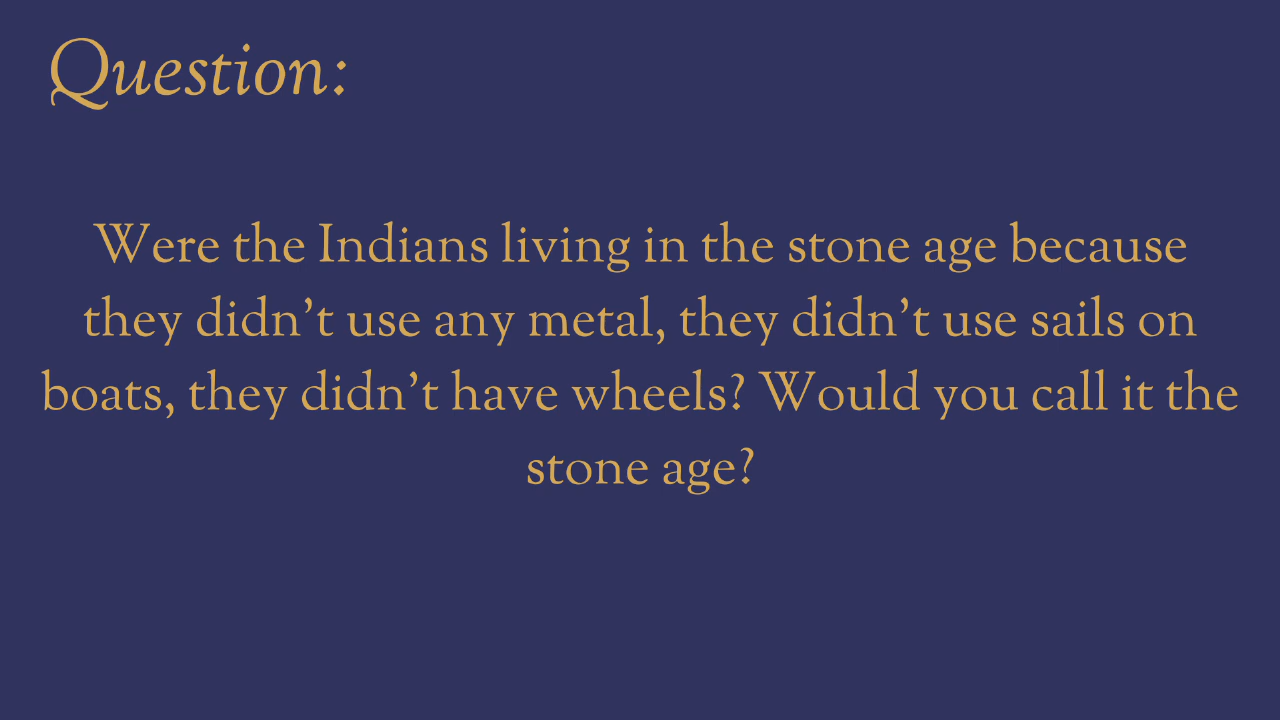 Question:
Were the Indians living in the stone age because
they didn’t use any metal, they didn’t use sails on
boats, they didn’t have wheels? Would you call it the
stone age?